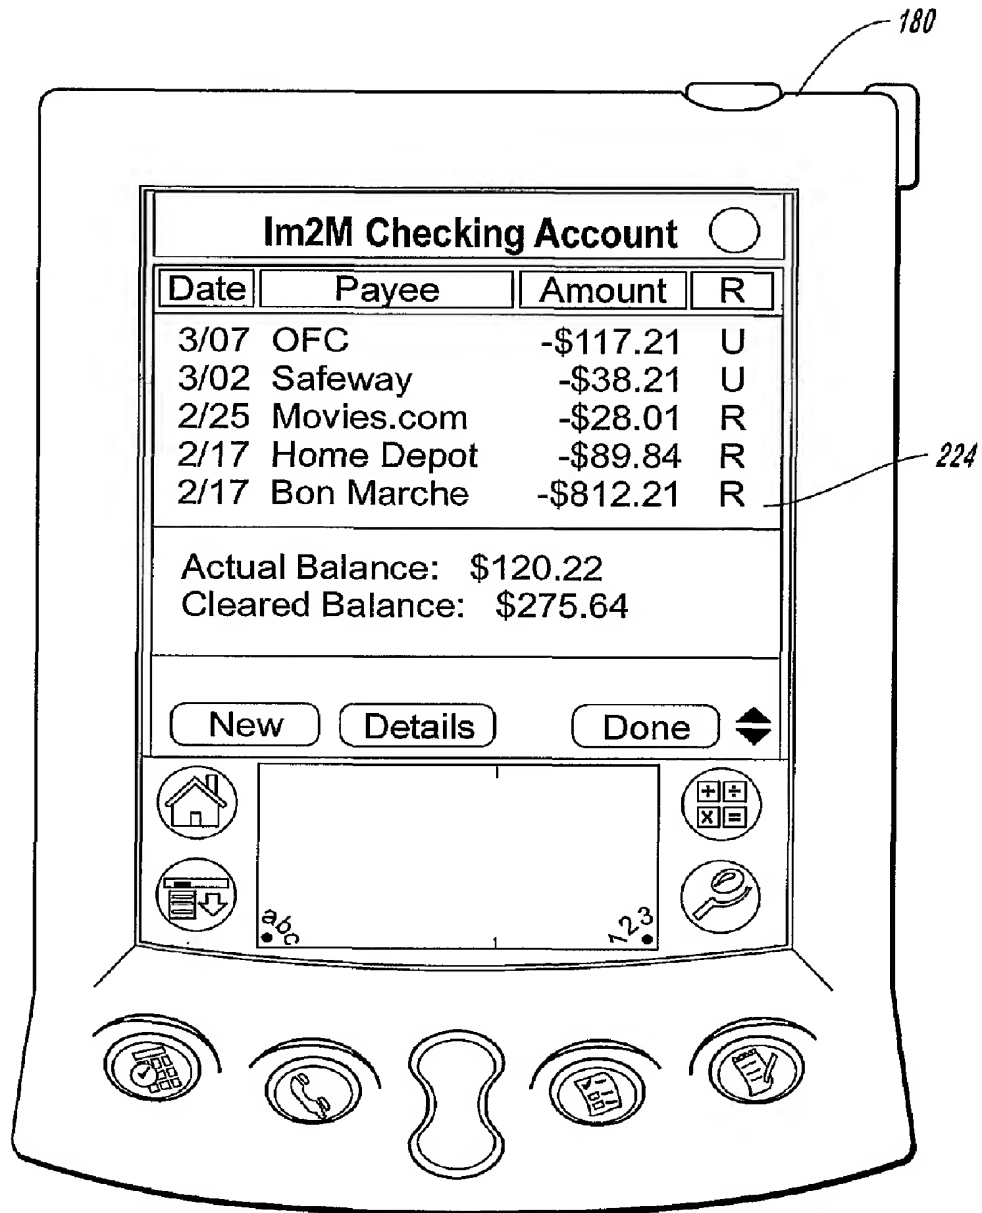 180
Im2M Checking Account
Date Payee Amount R
3/07 OFC -$117.21 U
3/02 Safeway -$38.21 U
2/25 Movies.com -$28.01 R
2/17 Home Depot -$89.84 R
2/17 Bon Marche -$812.21 R
224
Actual Balance: $120.22
Cleared Balance: $275.64
New Details Done
+ ÷
x =
abc 123